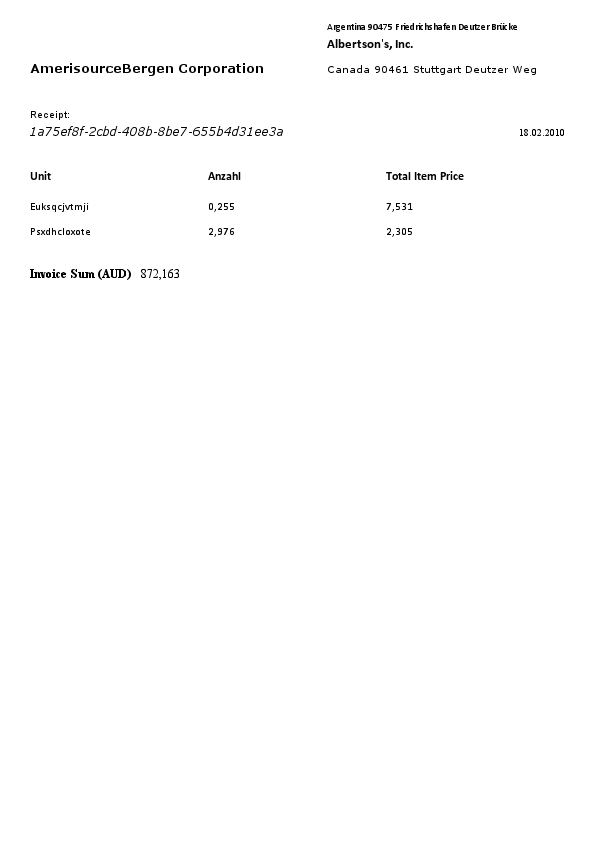 Argentina 90475 Friedrichshafen Deutzer Brücke
Albertson's, Inc.
AmerisourceBergen Corporation
Canada 90461 Stuttgart Deutzer Weg
Receipt:
1a75ef8f-2cbd-408b-8be7-655b4d31ee3a
18.02.2010
Unit Anzahl Total Item Price
Euksqcjvtmji 0,255 7,531
Psxdhcloxote 2,976 2,305
Invoice Sum (AUD) 872,163